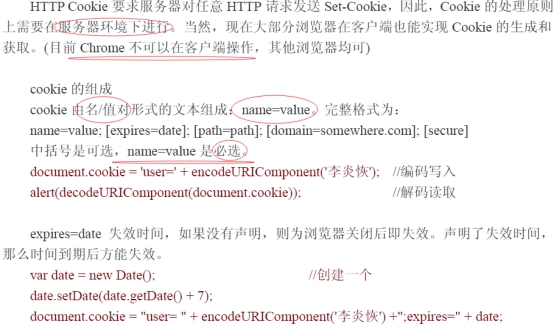 HTTP Cookie 要求服务器对任意 HTTP 请求发送 Set-Cookie，因此，Cookie 的处理原则
上需要在服务器环境下进行。当然，现在大部分浏览器在客户端也能实现 Cookie 的生成和
获取。(目前 Chrome 不可以在客户端操作，其他浏览器均可)
cookie 的组成
cookie 由名/值对形式的文本组成：name=value。完整格式为：
name=value; [expires=date]; [path=path]; [domain=somewhere.com]; [secure]
中括号是可选，name=value 是必选。
document.cookie = 'user=' + encodeURIComponent('李炎恢'); //编码写入
alert(decodeURIComponent(document.cookie)); //解码读取
expires=date 失效时间，如果没有声明，则为浏览器关闭后即失效。声明了失效时间，
那么时间到期后方能失效。
var date = new Date(); //创建一个
date.setDate(date.getDate() + 7);
document.cookie = "user= " + encodeURIComponent('李炎恢') +";expires=" + date;